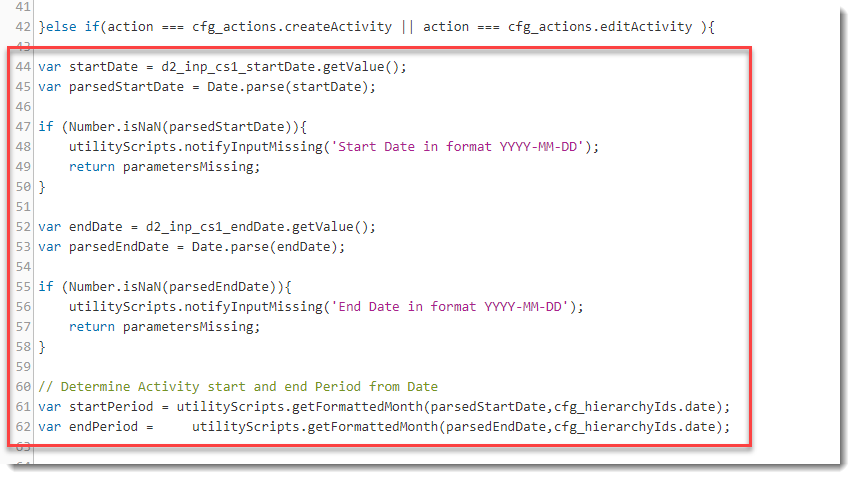 41
42 }else if(action === cfg_actions.createActivity || action === cfg_actions.editActivity ){
43
44 var startDate = d2_inp_cs1_startDate.getValue();
45 var parsedStartDate = Date.parse(startDate);
46
47 if (Number.isNaN(parsedStartDate)){
48     utilityScripts.notifyInputMissing('Start Date in format YYYY-MM-DD');
49     return parametersMissing;
50 }
51
52 var endDate = d2_inp_cs1_endDate.getValue();
53 var parsedEndDate = Date.parse(endDate);
54
55 if (Number.isNaN(parsedEndDate)){
56     utilityScripts.notifyInputMissing('End Date in format YYYY-MM-DD');
57     return parametersMissing;
58 }
59
60 // Determine Activity start and end Period from Date
61 var startPeriod = utilityScripts.getFormattedMonth(parsedStartDate,cfg_hierarchyIds.date);
62 var endPeriod =     utilityScripts.getFormattedMonth(parsedEndDate,cfg_hierarchyIds.date);
63